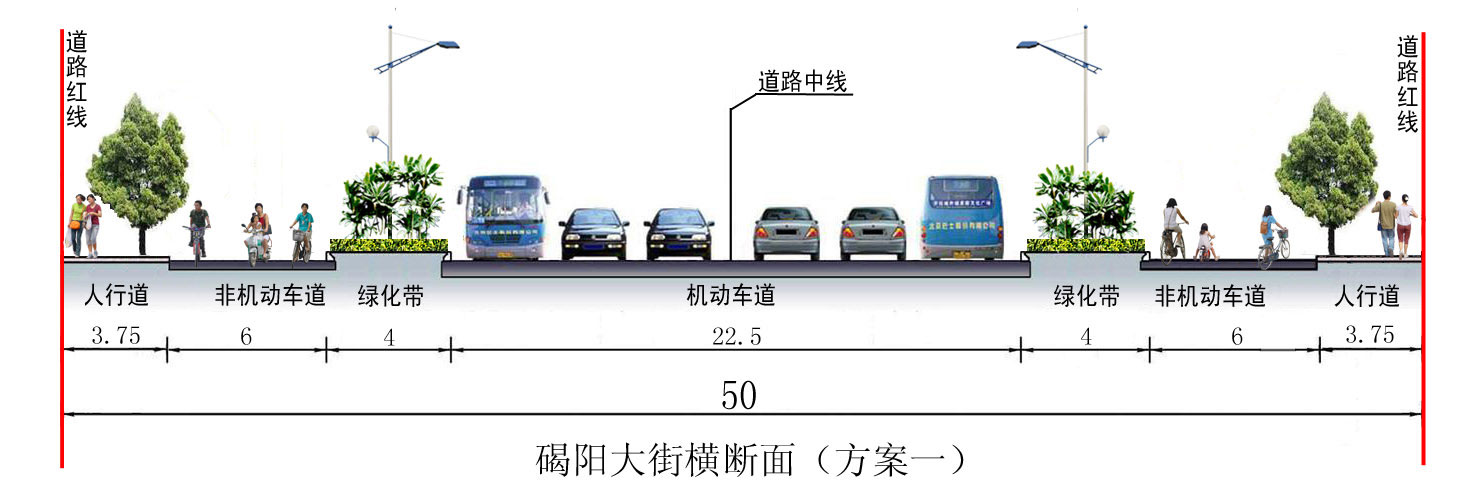 道路红线
道路红线
道路中线
人行道
非机动车道
绿化带
机动车道
绿化带
非机动车道
人行道
3.75
6
4
22.5
4
6
3.75
50
碣阳大街横断面（方案一）